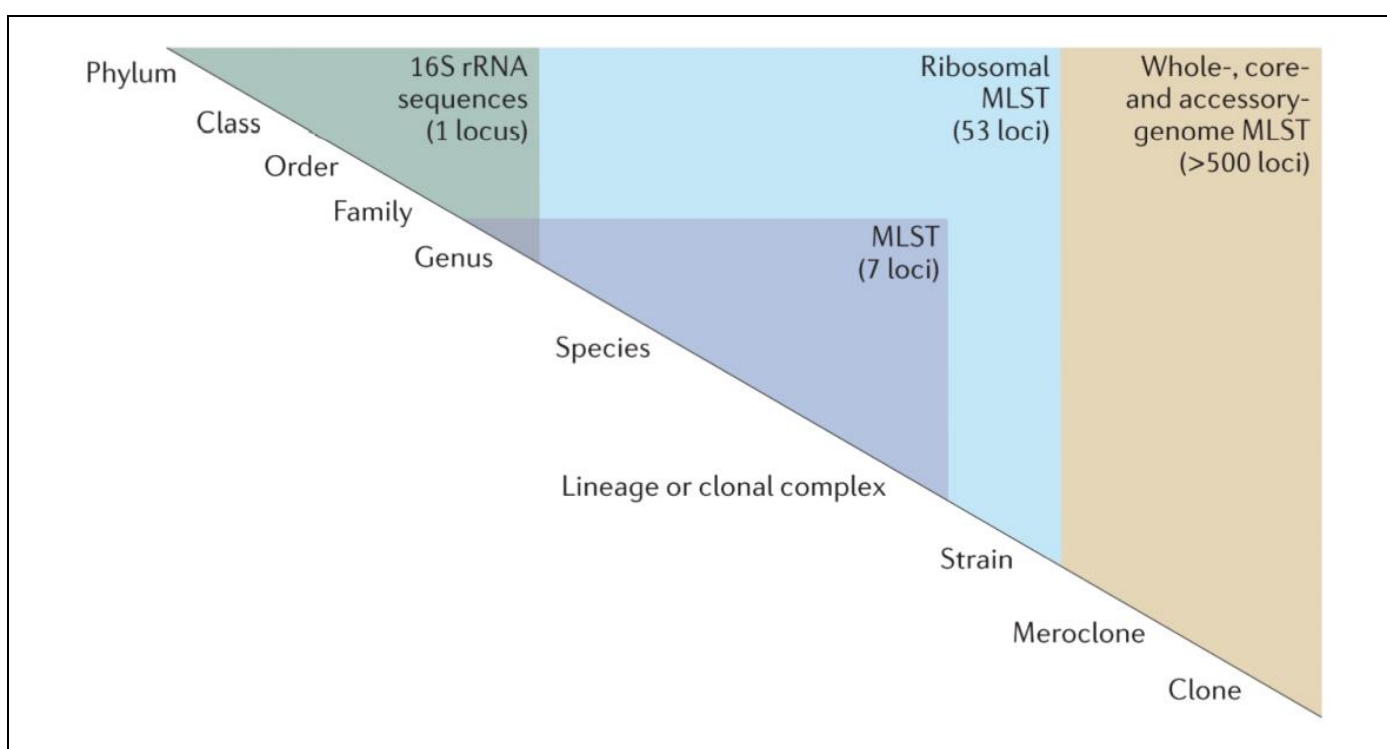 Phylum
16S rRNA
sequences
(1 locus)
Ribosomal
MLST
(53 loci)
Whole-, core-
and accessory-
genome MLST
(>500 loci)
Class
Order
Family
Genus
MLST
(7 loci)
Species
Lineage or clonal complex
Strain
Meroclone
Clone